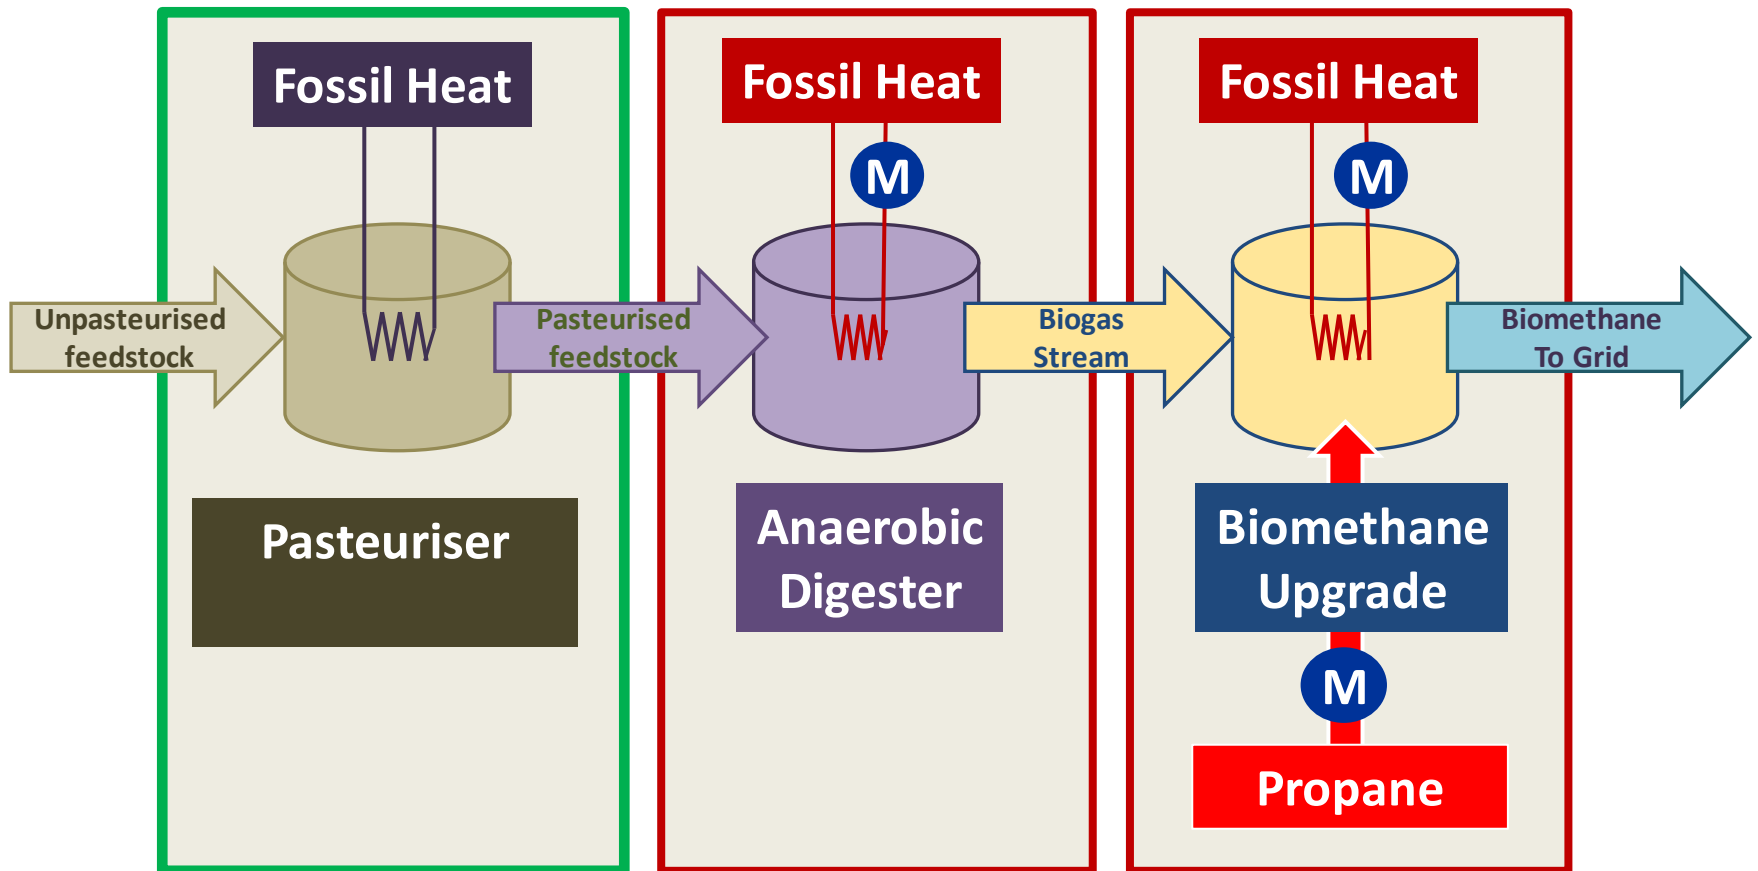 Fossil Heat
Fossil Heat
Fossil Heat
M
M
Unpasteurised
feedstock
Pasteurised
feedstock
Biogas
Stream
Biomethane
To Grid
Pasteuriser
Anaerobic
Digester
Biomethane
Upgrade
M
Propane